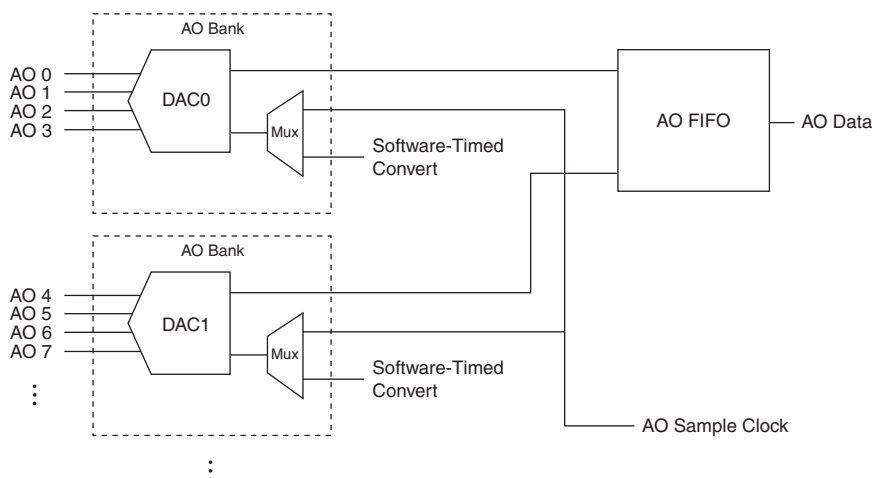 AO Bank
AO 0
AO 1
AO 2
AO 3
DAC0
Mux
Software-Timed
Convert
AO FIFO
AO Data
AO Bank
AO 4
AO 5
AO 6
AO 7
DAC1
Mux
Software-Timed
Convert
AO Sample Clock